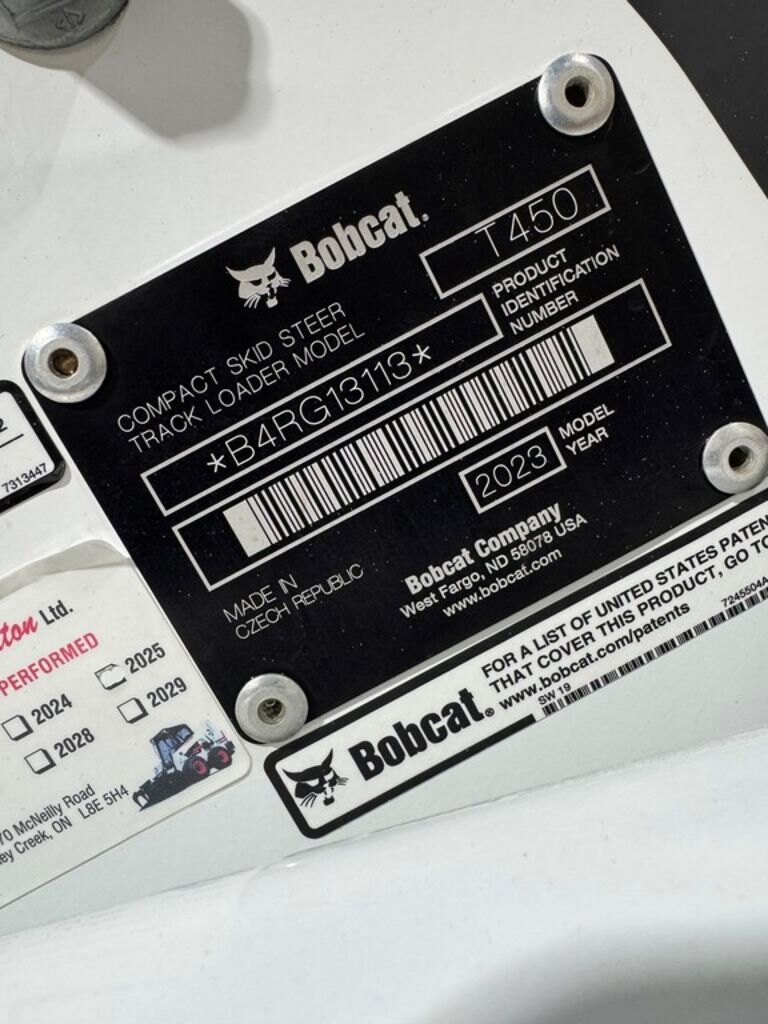 Bobcat.
T450
COMPACT SKID STEER
TRACK LOADER MODEL
PRODUCT
IDENTIFICATION
NUMBER
*B4RG13113*
2023
MODEL
YEAR
MADE IN
CZECH REPUBLIC
Bobcat Company
West Fargo, ND 58078 USA
www.bobcat.com
FOR A LIST OF UNITED STATES
THAT COVER THIS PRODUCT, GO
www.bobcat.com/patents
Bobcat®
SW 19
7245504A
2
7313447
Ltd.
PERFORMED
2024
2025
2028
2029
McNeilly Road
Creek, ON L8E 5H4